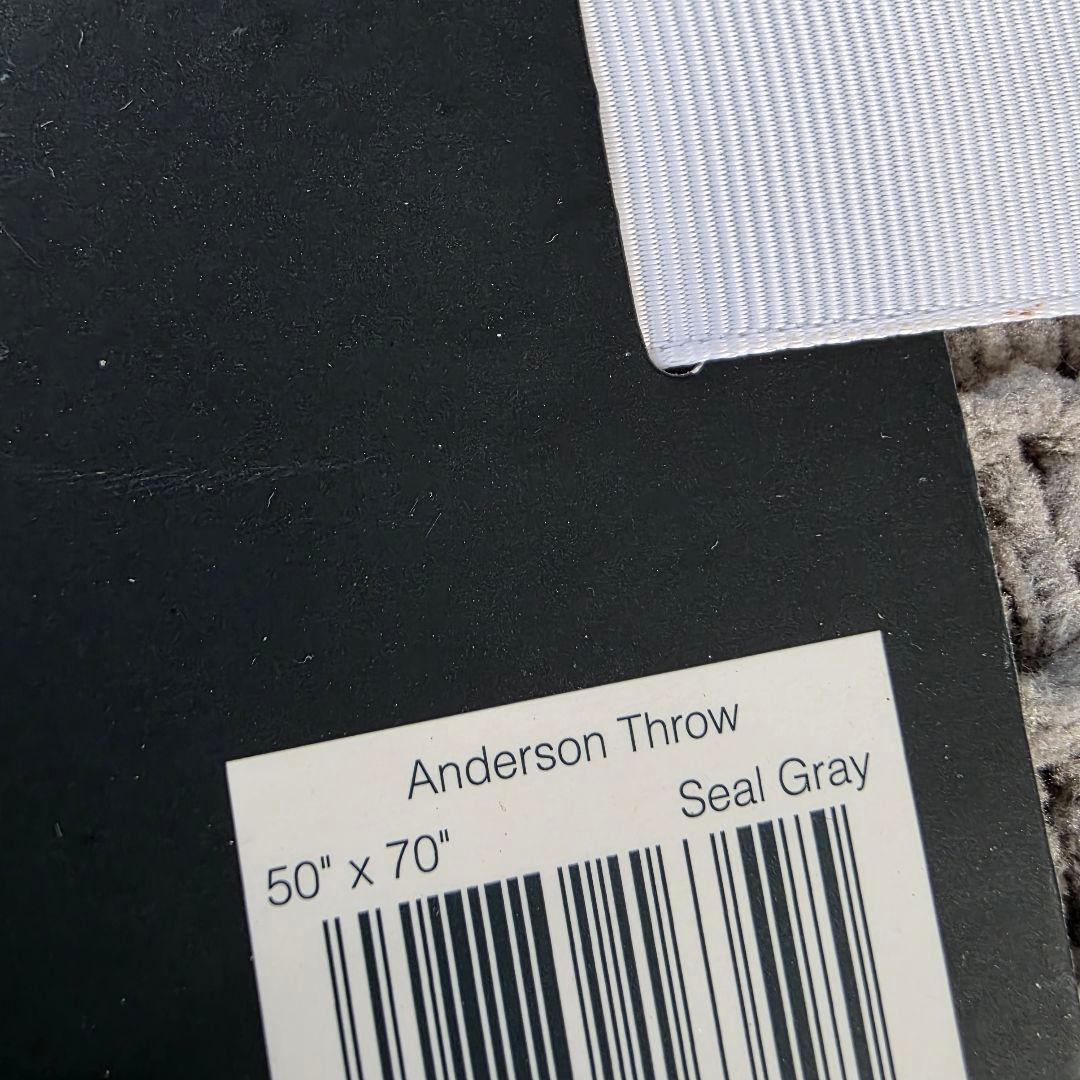 Anderson Throw
Seal Gray
50" x 70"